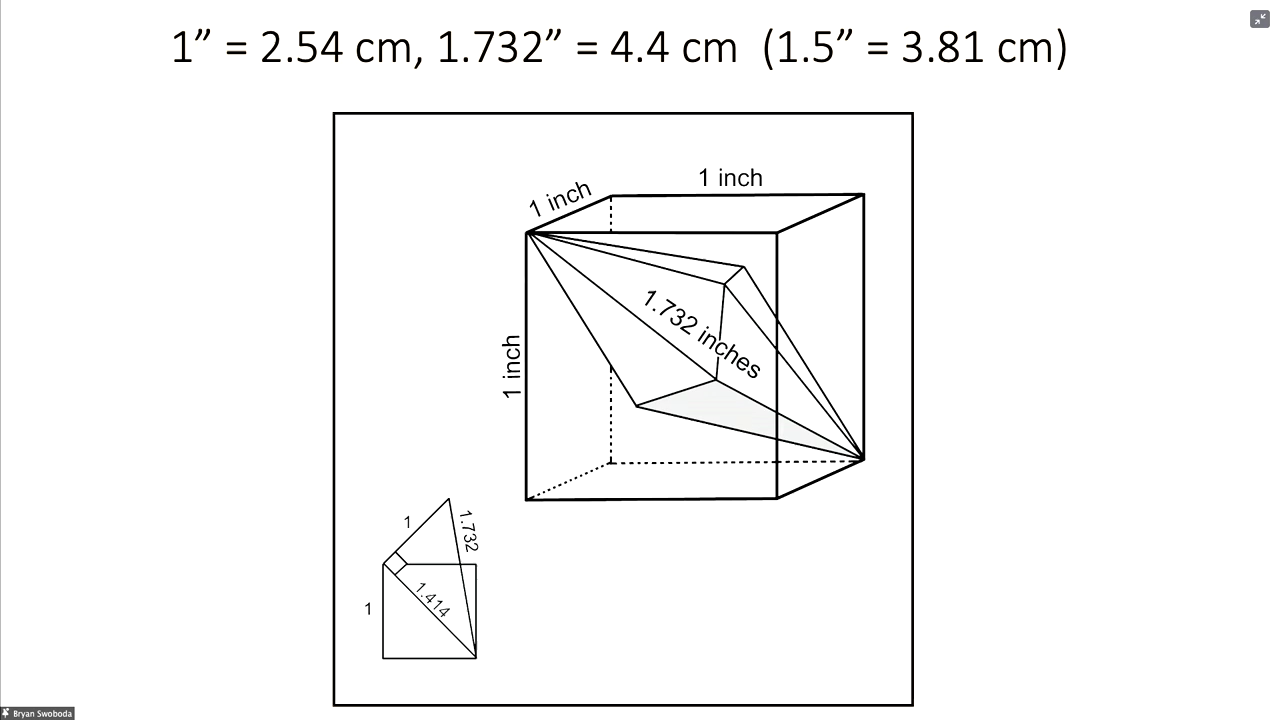 1” = 2.54 cm, 1.732” = 4.4 cm  (1.5” = 3.81 cm)
1 inch
1 inch
1.732 inches
1 inch
1
1.732
1.414
1
Bryan Swoboda